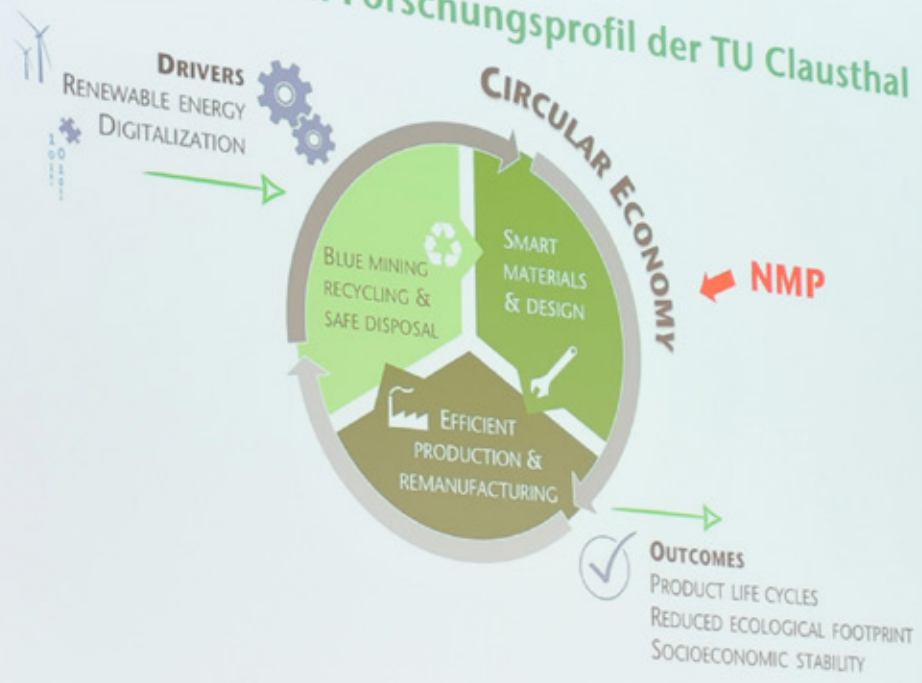 Forschungsprofil der TU Clausthal
DRIVERS
RENEWABLE ENERGY
DIGITALIZATION
CIRCULAR ECONOMY
BLUE MINING
RECYCLING &
SAFE DISPOSAL
SMART
MATERIALS
& DESIGN
NMP
EFFICIENT
PRODUCTION &
REMANUFACTURING
OUTCOMES
PRODUCT LIFE CYCLES
REDUCED ECOLOGICAL FOOTPRINT
SOCIOECONOMIC STABILITY